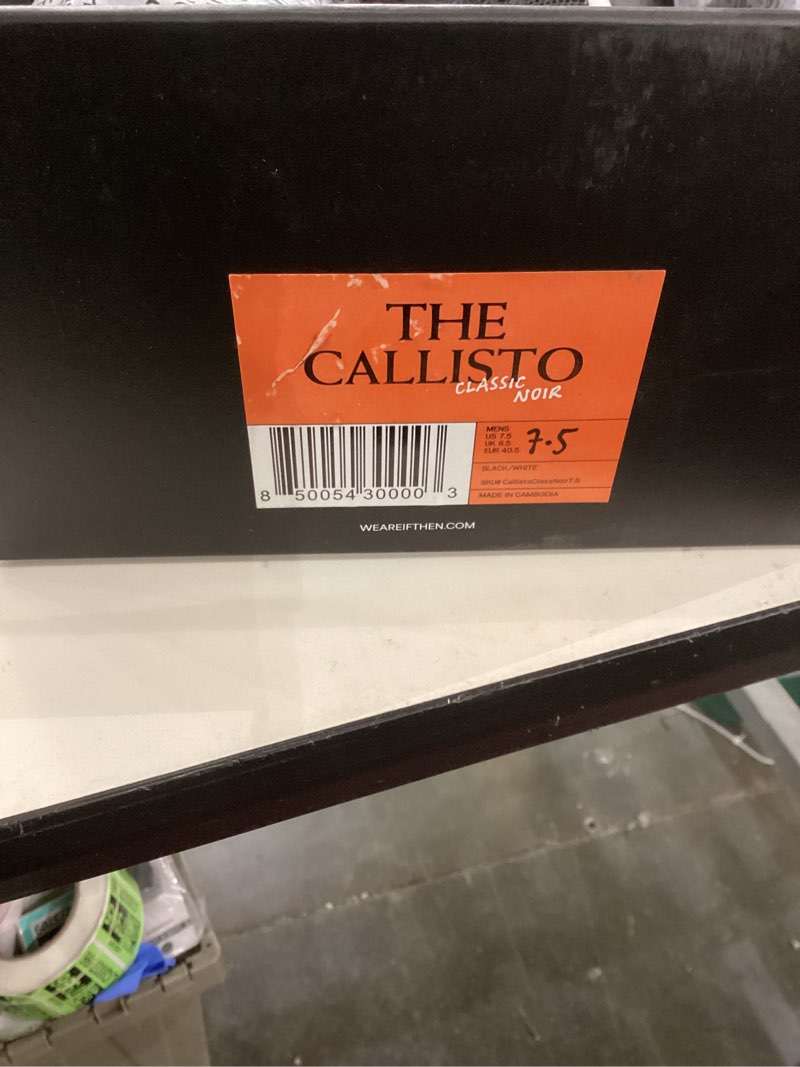 THE
CALLISTO
CLASSIC
NOIR
MENS
US 7.5
UK 6.5
EUR 40.5
7.5
BLACK/WHITE
SKU# CallistoClassNoir7.5
MADE IN CAMBODIA
8 50054 30000 3
WEAREIFTHEN.COM